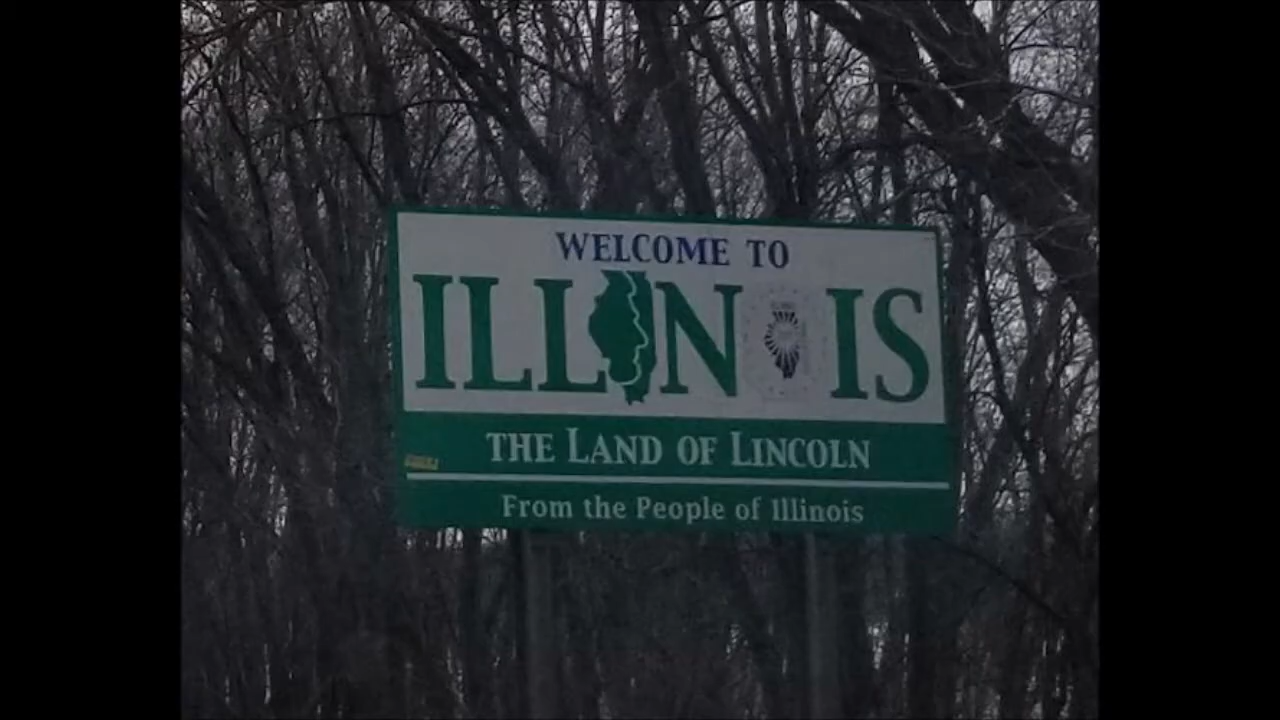 WELCOME TO
ILLINOIS
THE LAND OF LINCOLN
From the People of Illinois